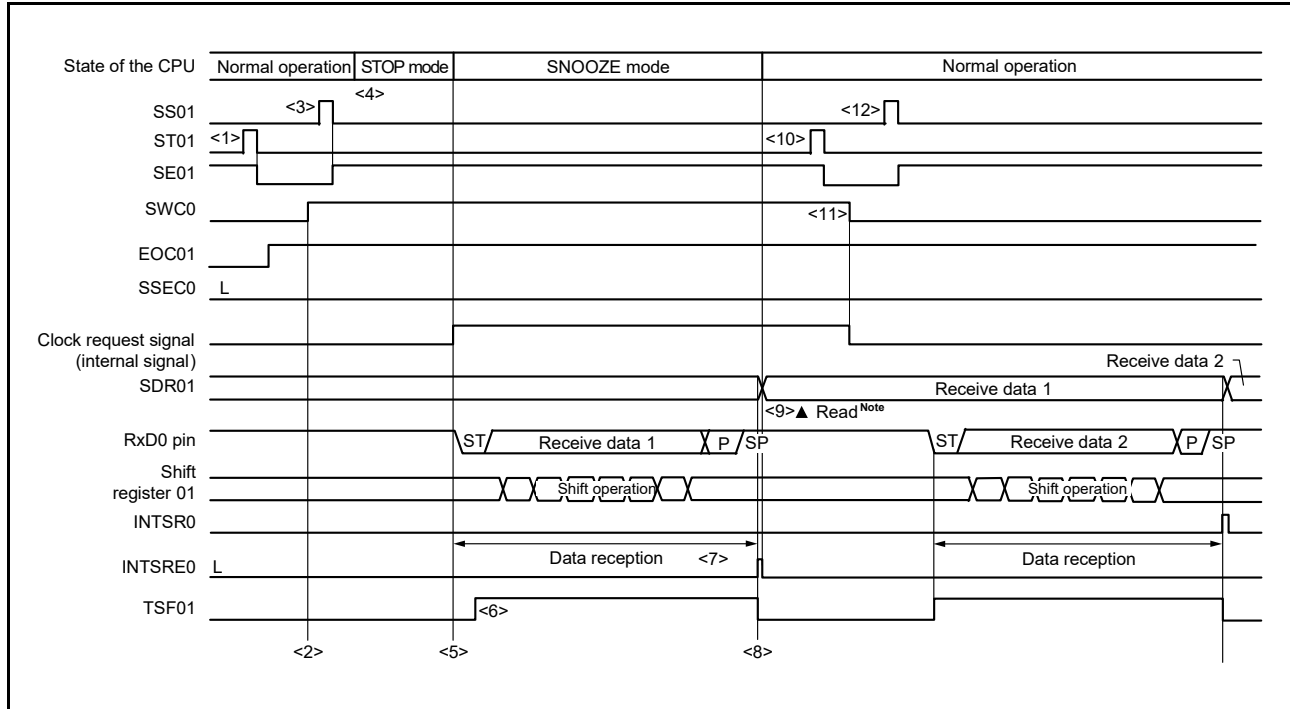 State of the CPU Normal operation STOP mode SNOOZE mode Normal operation
<4>
SS01 <3> <12>
ST01 <1> <10>
SE01
SWC0 <11>
EOC01
SSEC0 L
Clock request signal
(internal signal)
Receive data 2
SDR01 Receive data 1
<9>▲ Read Note
RxD0 pin ST Receive data 1 P SP ST Receive data 2 P SP
Shift
register 01 Shift operation Shift operation
INTSR0
Data reception <7> Data reception
INTSRE0 L
TSF01 <6>
<2> <5> <8>